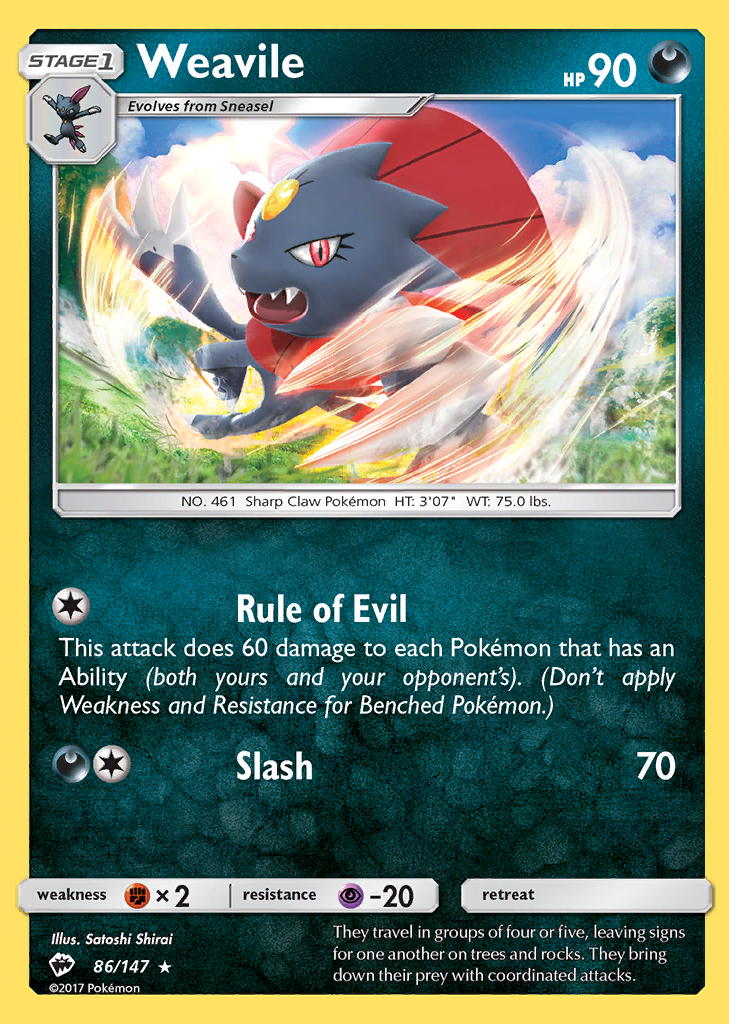 STAGE1
Weavile
HP 90
Evolves from Sneasel
NO. 461 Sharp Claw Pokémon HT: 3'07" WT: 75.0 lbs.
Rule of Evil
This attack does 60 damage to each Pokémon that has an
Ability (both yours and your opponent's). (Don't apply
Weakness and Resistance for Benched Pokémon.)
Slash 70
weakness ×2 resistance -20 retreat
Illus. Satoshi Shirai
86/147 ★
©2017 Pokémon
They travel in groups of four or five, leaving signs
for one another on trees and rocks. They bring
down their prey with coordinated attacks.